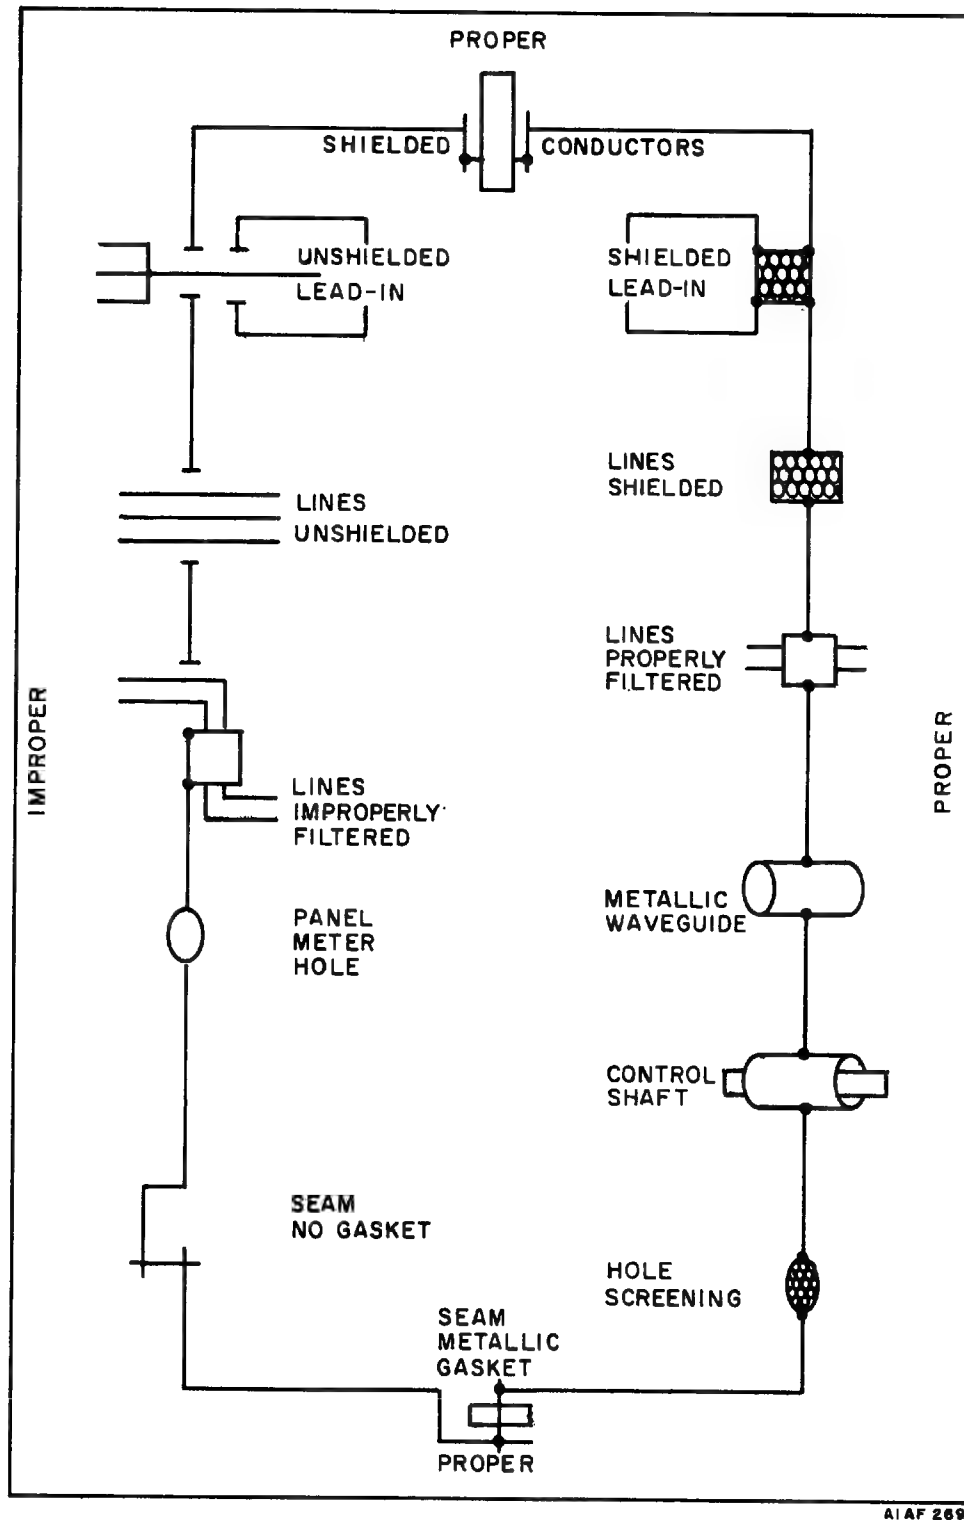 PROPER
SHIELDED CONDUCTORS
UNSHIELDED
LEAD-IN
SHIELDED
LEAD-IN
LINES
UNSHIELDED
LINES
SHIELDED
LINES
PROPERLY
FILTERED
IMPROPER
PROPER
LINES
IMPROPERLY
FILTERED
PANEL
METER
HOLE
METALLIC
WAVEGUIDE
CONTROL
SHAFT
SEAM
NO GASKET
HOLE
SCREENING
SEAM
METALLIC
GASKET
PROPER
AIAF 269